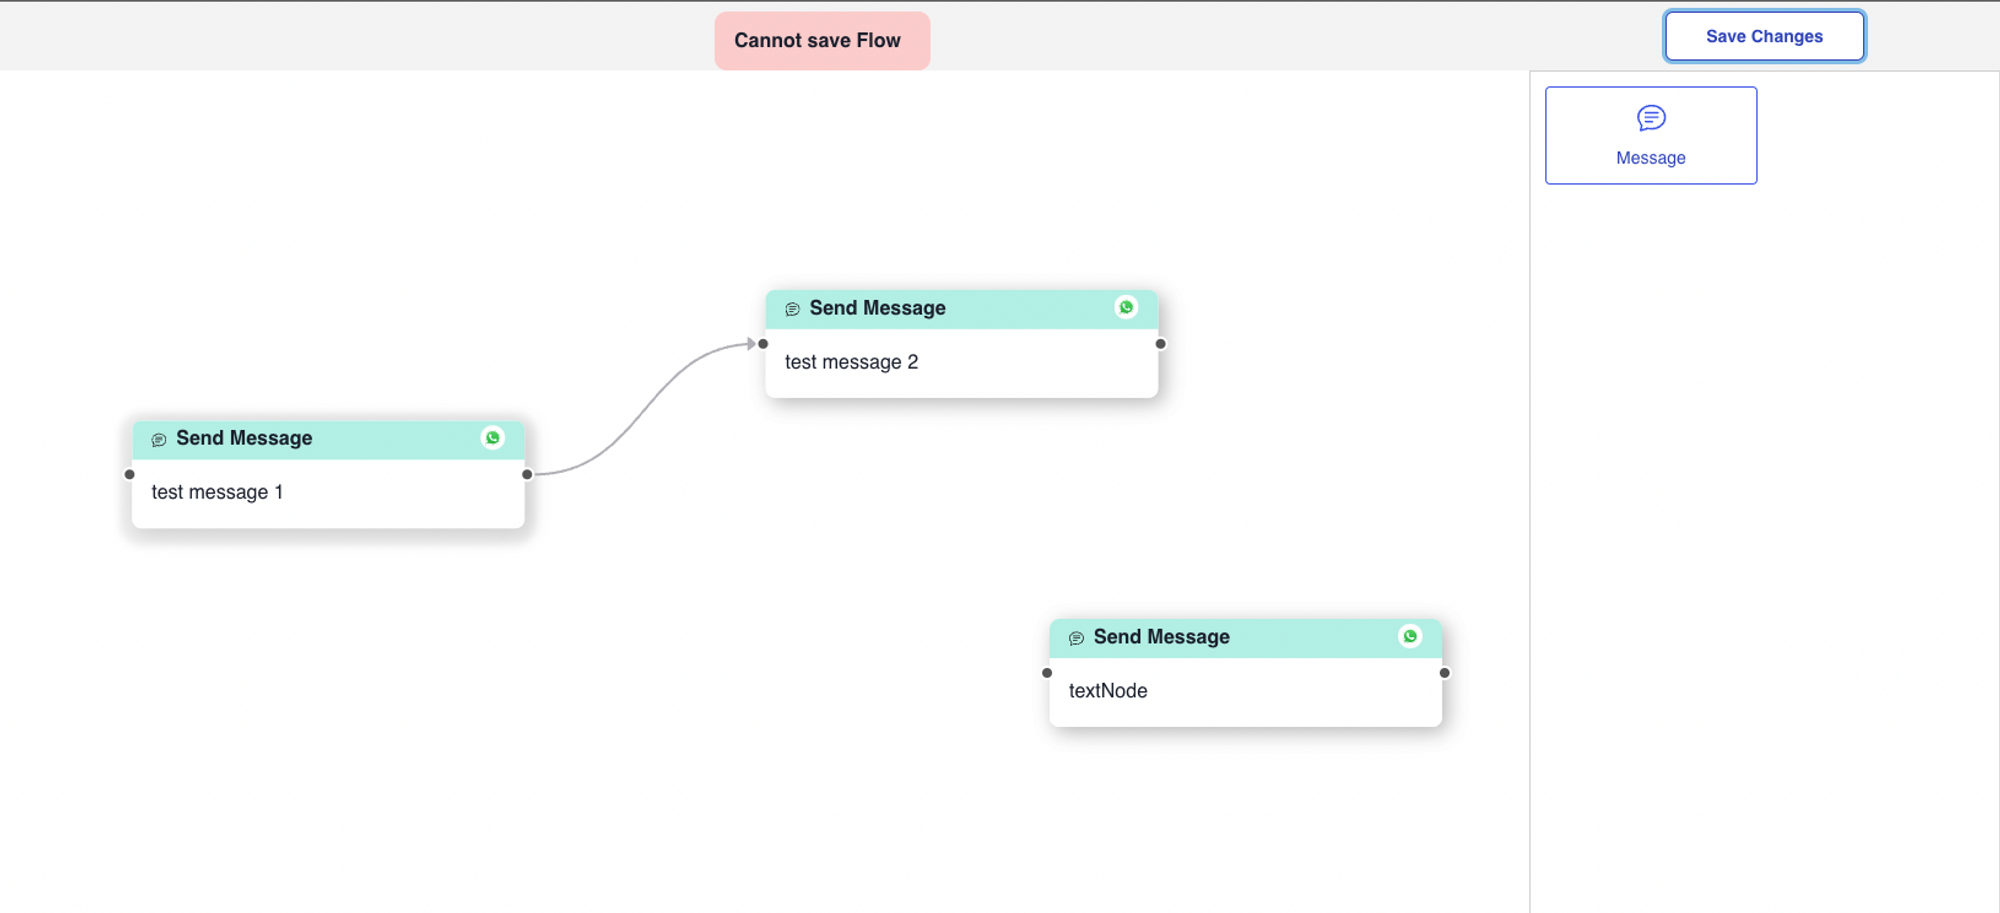 Cannot save Flow
Save Changes
Message
Send Message
test message 2
Send Message
test message 1
Send Message
textNode